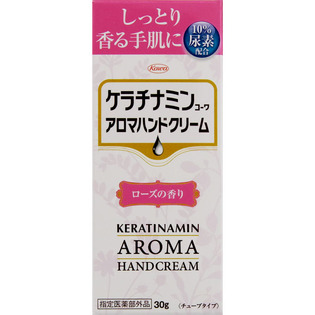 しっとり
香る手肌に
10%
尿素
配合
Kowa
ケラチナミンコーワ
アロマハンドクリーム
ローズの香り
KERATINAMIN
AROMA
HANDCREAM
指定医薬部外品 30g (チューブタイプ)